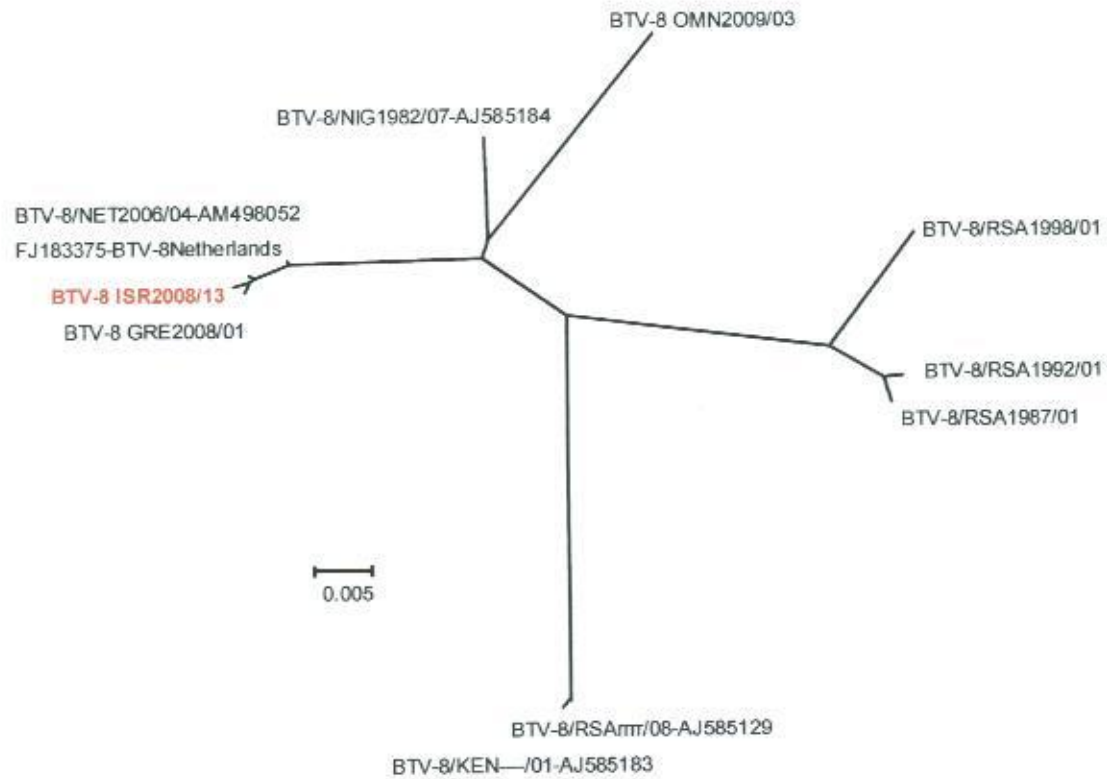 BTV-8 OMN2009/03
BTV-8/NIG1982/07-AJ585184
BTV-8/NET2006/04-AM498052
FJ183375-BTV-8Netherlands
BTV-8 ISR2008/13
BTV-8 GRE2008/01
BTV-8/RSA1998/01
BTV-8/RSA1992/01
BTV-8/RSA1987/01
0.005
BTV-8/RSArrrr/08-AJ585129
BTV-8/KEN----/01-AJ585183